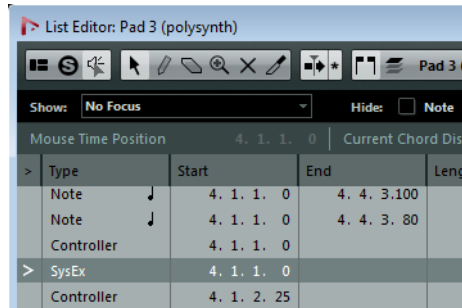 List Editor: Pad 3 (polysynth)
S * Pad 3 (
Show: No Focus Hide: Note
Mouse Time Position 4. 1. 1. 0 Current Chord Dis
> Type Start End Leng
Note 4. 1. 1. 0 4. 4. 3.100
Note 4. 1. 1. 0 4. 4. 3. 80
Controller 4. 1. 1. 0
> SysEx 4. 1. 1. 0
Controller 4. 1. 2. 25